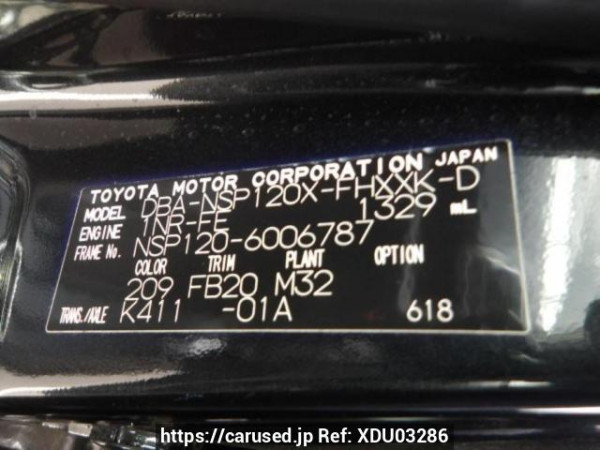 TOYOTA MOTOR CORPORATION JAPAN
MODEL DBA-NSP120X-FHXXK-D
ENGINE 1NR-FE 1329 mL
FRAME No. NSP120-6006787
COLOR TRIM PLANT OPTION
209 FB20 M32
TRANS./AXLE K411 -01A 618
https://carused.jp Ref: XDU03286